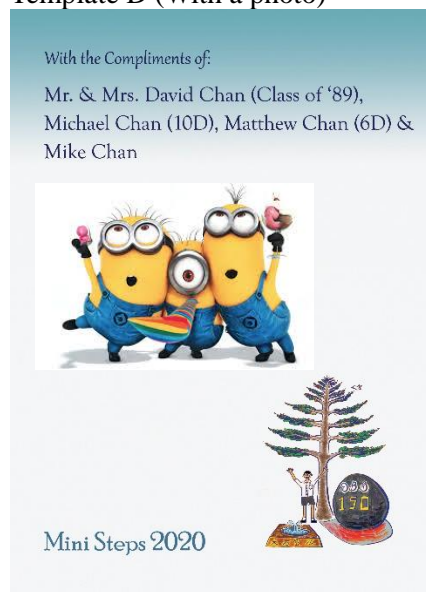 Template D (With a photo)
With the Compliments of:
Mr. & Mrs. David Chan (Class of ‘89),
Michael Chan (10D), Matthew Chan (6D) &
Mike Chan
150
Mini Steps 2020